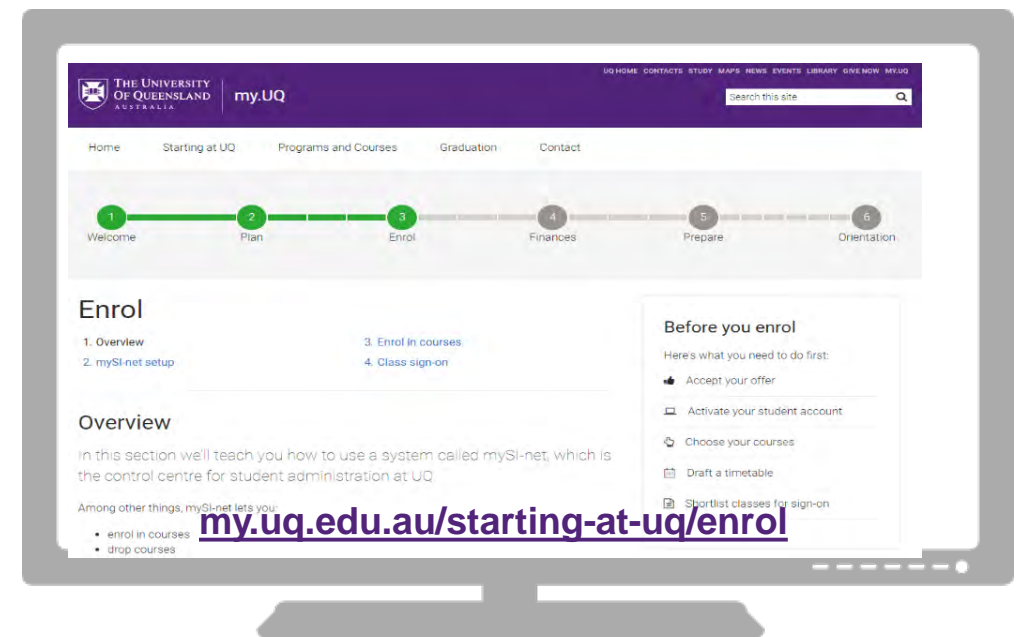 UQ HOME CONTACTS STUDY MAPS NEWS EVENTS LIBRARY GIVE NOW MY.UQ
THE UNIVERSITY
OF QUEENSLAND
AUSTRALIA
my.UQ
Search this site
Home Starting at UQ Programs and Courses Graduation Contact
1 2 3 4 5 6
Welcome Plan Enrol Finances Prepare Orientation
Enrol
1. Overview
2. mySI-net setup
3. Enrol in courses
4. Class sign-on
Overview
In this section we'll teach you how to use a system called mySI-net, which is
the control centre for student administration at UQ
Among other things, mySI-net lets you:
• enrol in courses
• drop courses
my.uq.edu.au/starting-at-uq/enrol
Before you enrol
Here's what you need to do first:
Accept your offer
Activate your student account
Choose your courses
Draft a timetable
Shortlist classes for sign-on